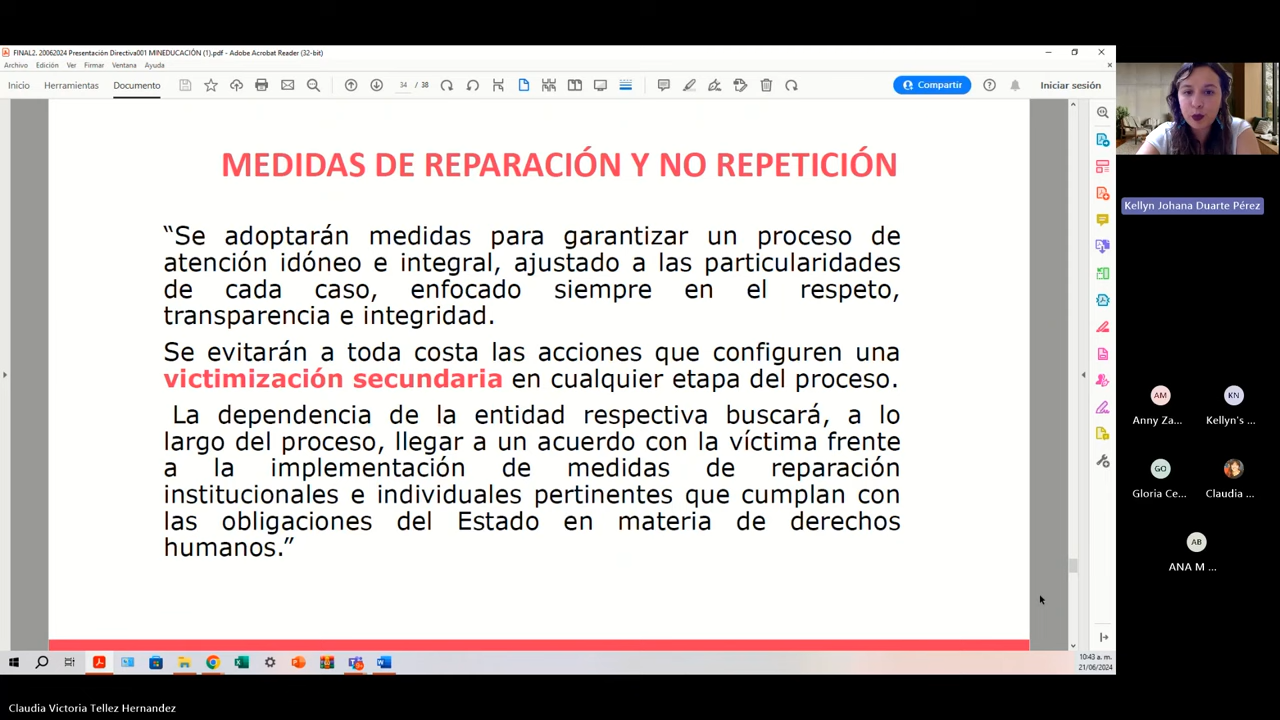 FINAL2. 20062024 Presentación Directiva001 MINEDUCACIÓN (1).pdf - Adobe Acrobat Reader (32-bit)
Archivo Edición Ver Firmar Ventana Ayuda
Inicio Herramientas Documento 34 / 38 Compartir Iniciar sesión
MEDIDAS DE REPARACIÓN Y NO REPETICIÓN
“Se adoptarán medidas para garantizar un proceso de
atención idóneo e integral, ajustado a las particularidades
de cada caso, enfocado siempre en el respeto,
transparencia e integridad.
Se evitarán a toda costa las acciones que configuren una
victimización secundaria en cualquier etapa del proceso.
La dependencia de la entidad respectiva buscará, a lo
largo del proceso, llegar a un acuerdo con la víctima frente
a la implementación de medidas de reparación
institucionales e individuales pertinentes que cumplan con
las obligaciones del Estado en materia de derechos
humanos.”
Kellyn Johana Duarte Pérez
AM KN
Anny Za... Kellyn's ...
GO
Gloria Ce... Claudia ...
AB
ANA M ...
10:43 a. m.
21/06/2024
Claudia Victoria Tellez Hernandez